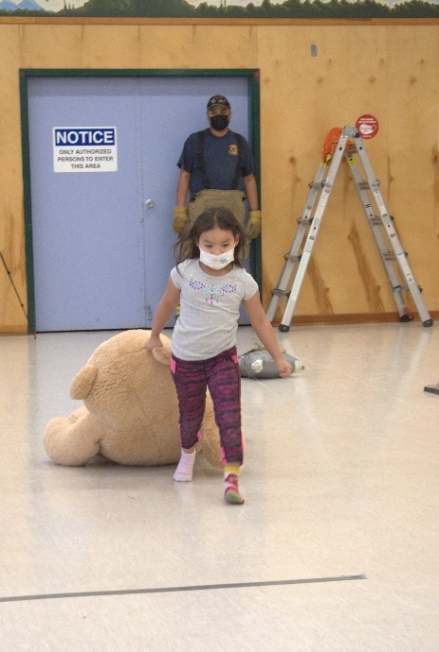 NOTICE
ONLY AUTHORIZED
PERSONS TO ENTER
THIS AREA